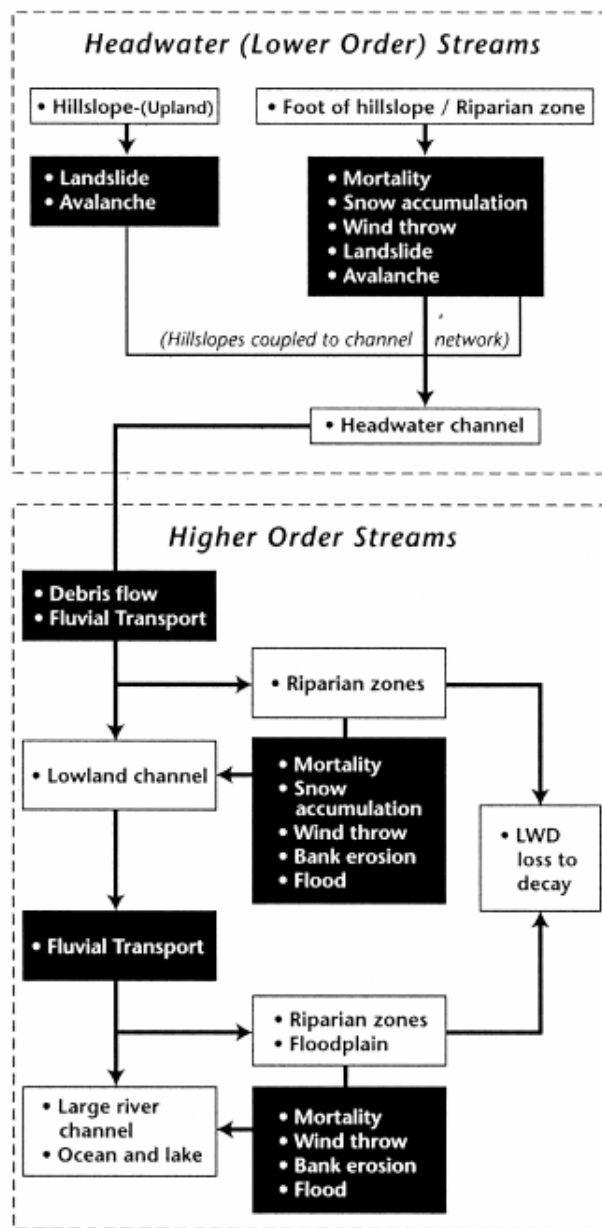 Headwater (Lower Order) Streams
• Hillslope-(Upland)
• Foot of hillslope / Riparian zone
• Landslide
• Avalanche
• Mortality
• Snow accumulation
• Wind throw
• Landslide
• Avalanche
(Hillslopes coupled to channel network)
• Headwater channel
Higher Order Streams
• Debris flow
• Fluvial Transport
• Riparian zones
• Lowland channel
• Mortality
• Snow
accumulation
• Wind throw
• Bank erosion
• Flood
• LWD
loss to
decay
• Fluvial Transport
• Riparian zones
• Floodplain
• Large river
channel
• Ocean and lake
• Mortality
• Wind throw
• Bank erosion
• Flood